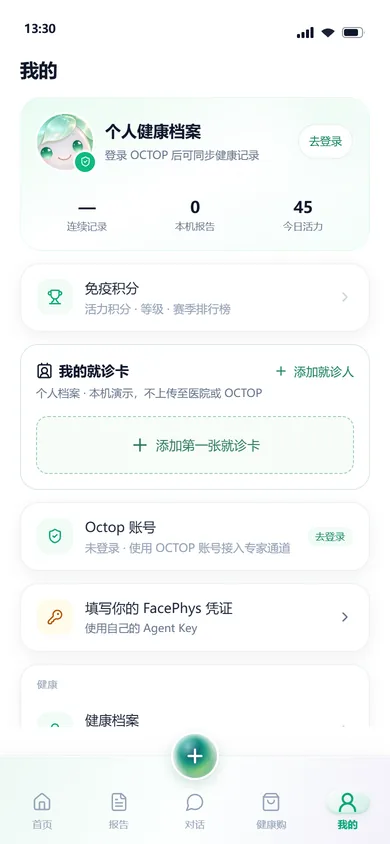 13:30
我的
个人健康档案
登录 OCTOP 后可同步健康记录
去登录
— 0 45
连续记录 本机报告 今日活力
免疫积分
活力积分 · 等级 · 赛季排行榜
我的就诊卡
添加就诊人
个人档案 · 本机演示，不上传至医院或 OCTOP
添加第一张就诊卡
Octop 账号
未登录 · 使用 OCTOP 账号接入专家通道
去登录
填写你的 FacePhys 凭证
使用自己的 Agent Key
健康
健康档案
首页 报告 对话 健康购 我的